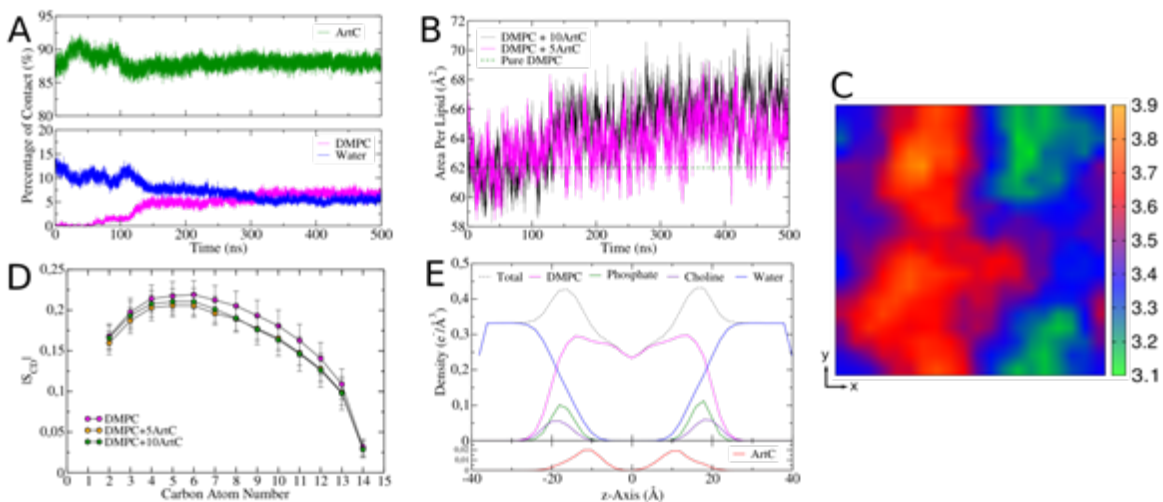 A
ArtC
95
90
85
80
Percentage of Contact (%)
DMPC
Water
20
15
10
5
0
0 100 200 300 400 500
Time (ns)
B
DMPC + 10ArtC
DMPC + 5ArtC
Pure DMPC
72
70
68
66
64
62
60
58
Area Per Lipid (Å²)
0 100 200 300 400 500
Time (ns)
C
3.9
3.8
3.7
3.6
3.5
3.4
3.3
3.2
3.1
y
x
D
0,25
0,2
0,15
0,1
0,05
0
|S_CD|
DMPC
DMPC+5ArtC
DMPC+10ArtC
0 1 2 3 4 5 6 7 8 9 10 11 12 13 14 15
Carbon Atom Number
E
Total DMPC Phosphate Choline Water
0,5
0,4
0,3
0,2
0,1
0
Density (e⁻/Å³)
ArtC
0,02
0,01
0
-40 -20 0 20 40
z-Axis (Å)